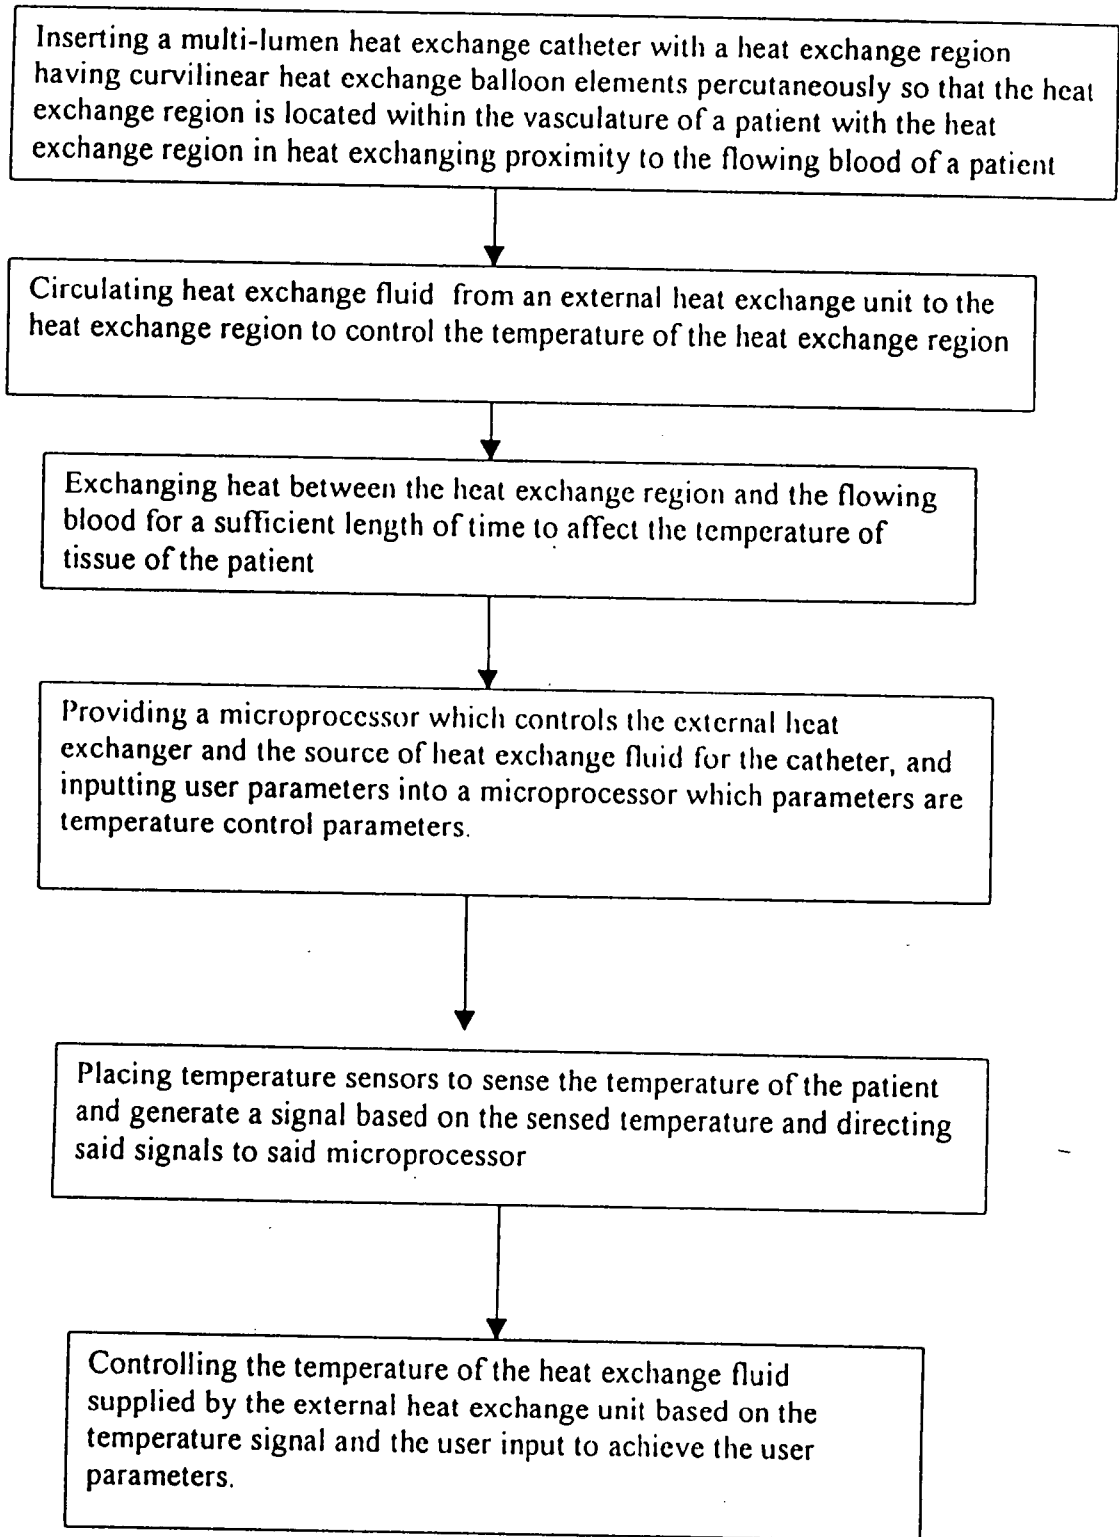 Inserting a multi-lumen heat exchange catheter with a heat exchange region
having curvilinear heat exchange balloon elements percutaneously so that the heat
exchange region is located within the vasculature of a patient with the heat
exchange region in heat exchanging proximity to the flowing blood of a patient
Circulating heat exchange fluid from an external heat exchange unit to the
heat exchange region to control the temperature of the heat exchange region
Exchanging heat between the heat exchange region and the flowing
blood for a sufficient length of time to affect the temperature of
tissue of the patient
Providing a microprocessor which controls the external heat
exchanger and the source of heat exchange fluid for the catheter, and
inputting user parameters into a microprocessor which parameters are
temperature control parameters.
Placing temperature sensors to sense the temperature of the patient
and generate a signal based on the sensed temperature and directing
said signals to said microprocessor
Controlling the temperature of the heat exchange fluid
supplied by the external heat exchange unit based on the
temperature signal and the user input to achieve the user
parameters.